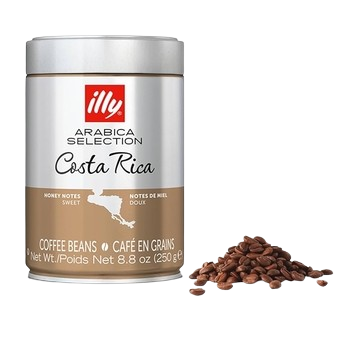 illy
ARABICA
SELECTION
Costa Rica
HONEY NOTES
SWEET
NOTES DE MIEL
DOUX
COFFEE BEANS CAFÉ EN GRAINS
Net Wt./Poids Net 8.8 oz (250 g)